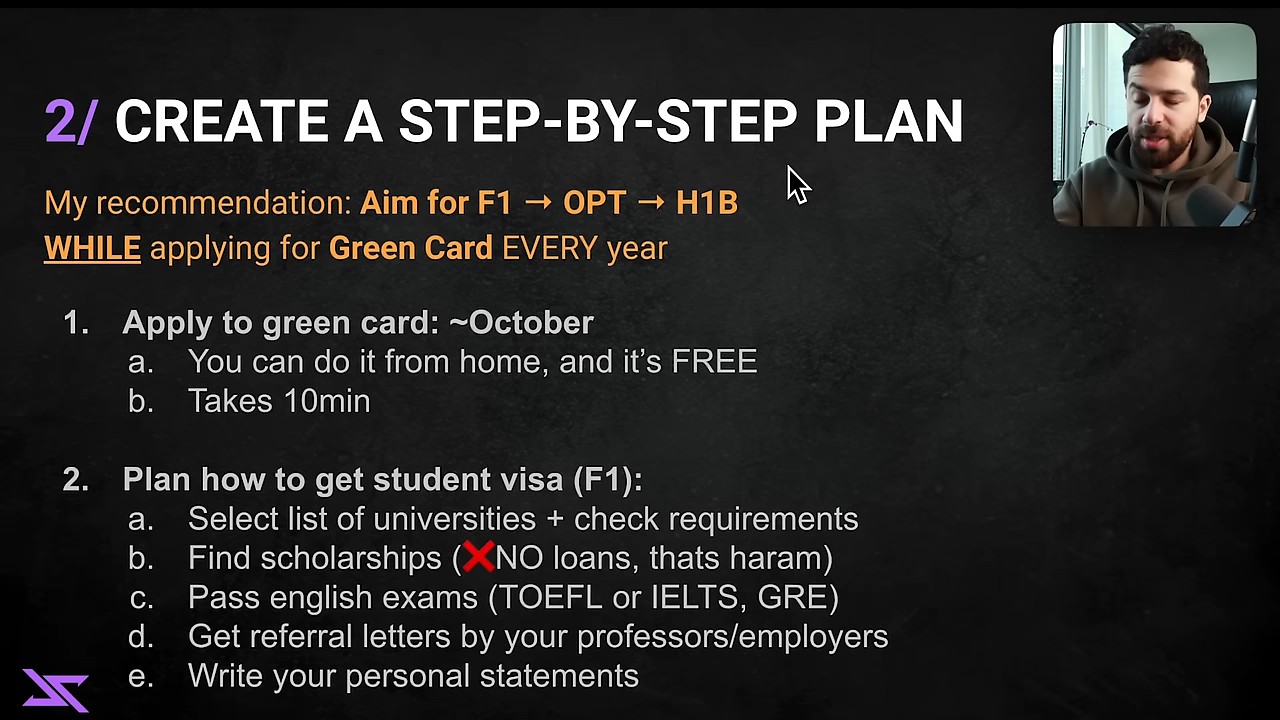 2/ CREATE A STEP-BY-STEP PLAN
My recommendation: Aim for F1 → OPT → H1B
WHILE applying for Green Card EVERY year
1. Apply to green card: ~October
a. You can do it from home, and it’s FREE
b. Takes 10min
2. Plan how to get student visa (F1):
a. Select list of universities + check requirements
b. Find scholarships (❌NO loans, thats haram)
c. Pass english exams (TOEFL or IELTS, GRE)
d. Get referral letters by your professors/employers
e. Write your personal statements